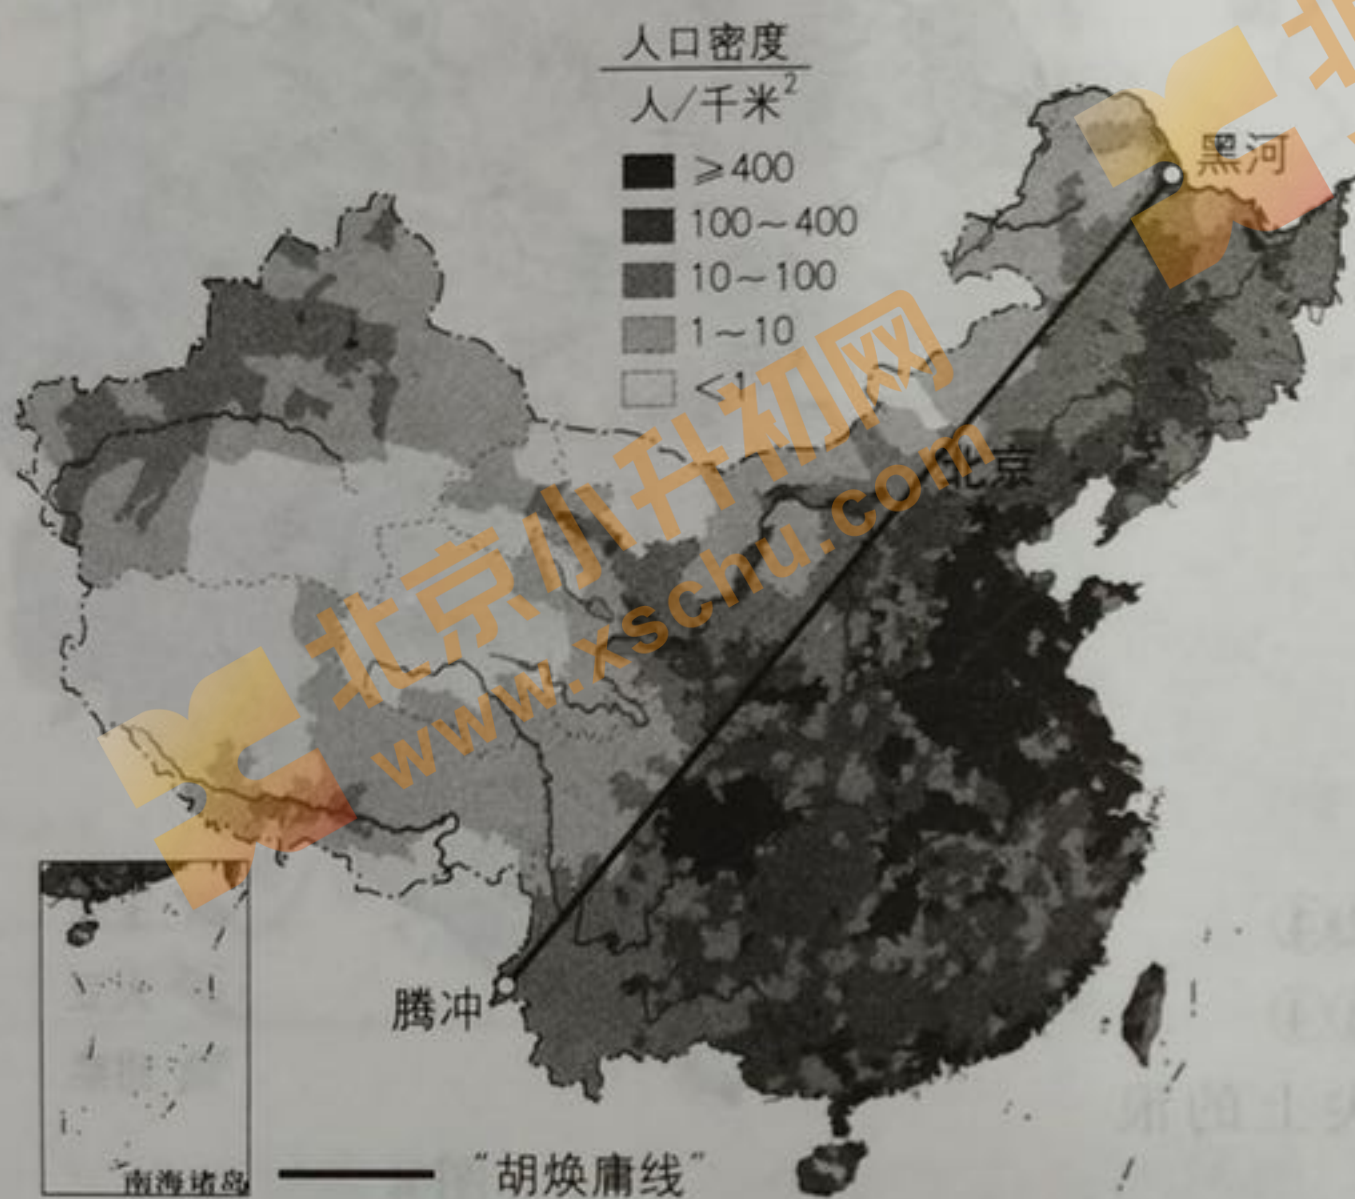 人口密度
人/千米²
≥400
100～400
10～100
1～10
<1
黑河
北京
北京小升初网
www.xschu.com
腾冲
南海诸岛
“胡焕庸线”